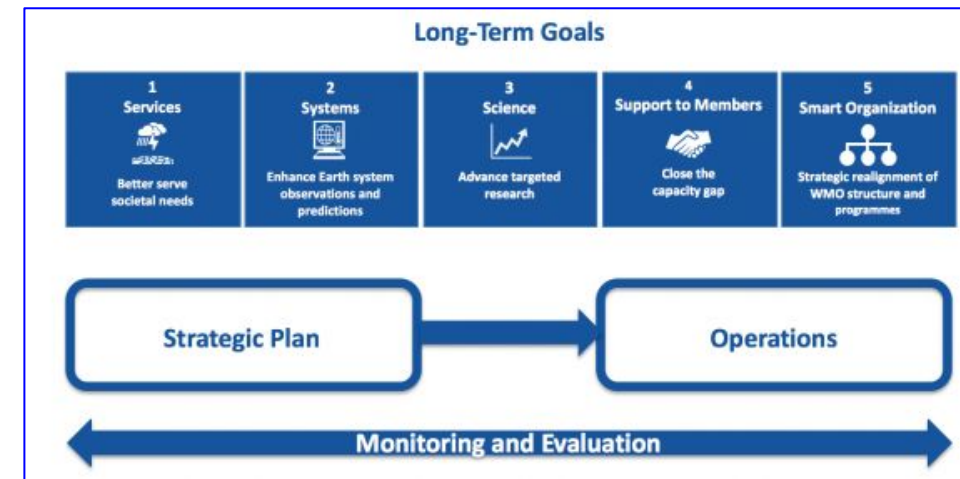 Long-Term Goals
1
Services
Better serve
societal needs
2
Systems
Enhance Earth system
observations and
predictions
3
Science
Advance targeted
research
4
Support to Members
Close the
capacity gap
5
Smart Organization
Strategic realignment of
WMO structure and
programmes
Strategic Plan
Operations
Monitoring and Evaluation